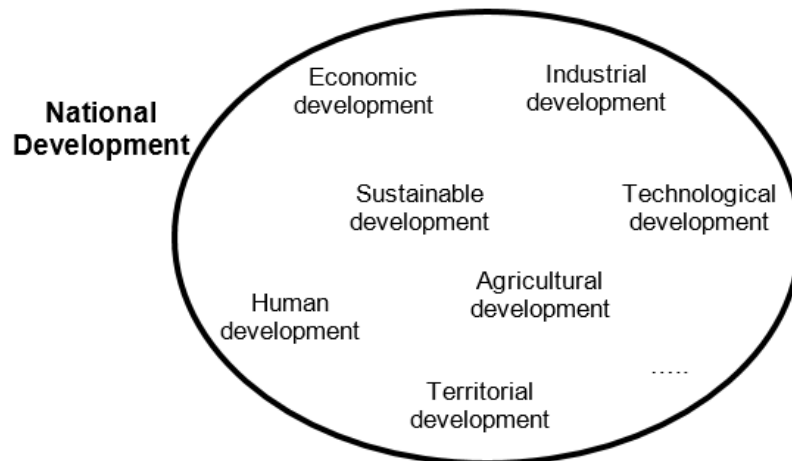 National
Development
Economic
development
Industrial
development
Sustainable
development
Technological
development
Human
development
Agricultural
development
.....
Territorial
development